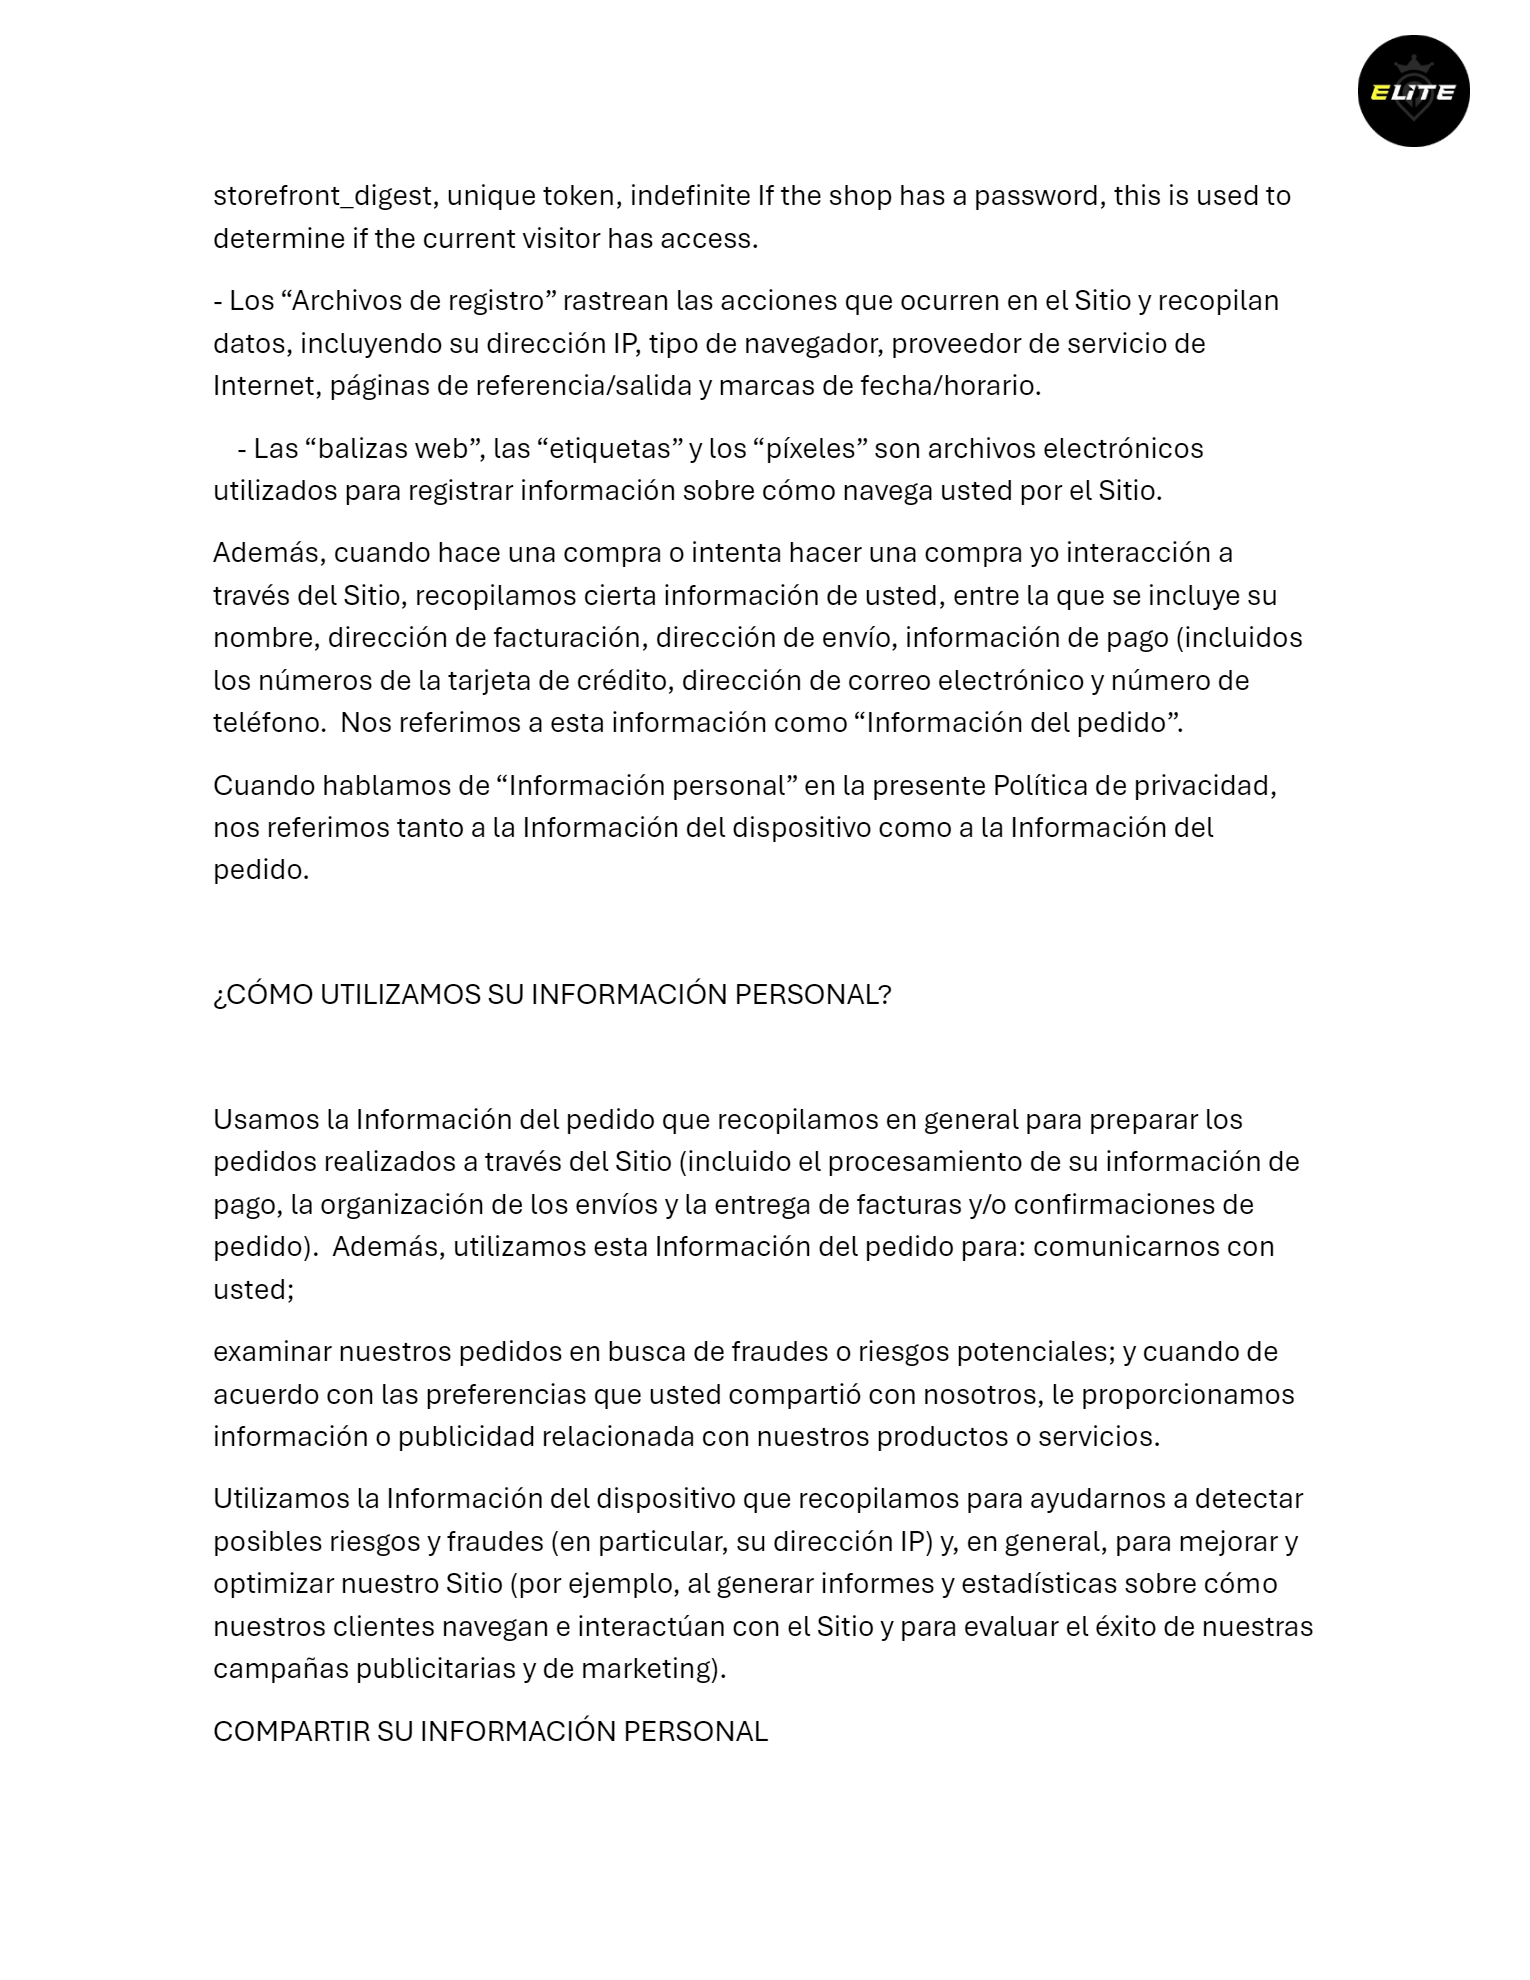 ELITE
storefront_digest, unique token, indefinite If the shop has a password, this is used to
determine if the current visitor has access.
- Los “Archivos de registro” rastrean las acciones que ocurren en el Sitio y recopilan
datos, incluyendo su dirección IP, tipo de navegador, proveedor de servicio de
Internet, páginas de referencia/salida y marcas de fecha/horario.
- Las “balizas web”, las “etiquetas” y los “píxeles” son archivos electrónicos
utilizados para registrar información sobre cómo navega usted por el Sitio.
Además, cuando hace una compra o intenta hacer una compra yo interacción a
través del Sitio, recopilamos cierta información de usted, entre la que se incluye su
nombre, dirección de facturación, dirección de envío, información de pago (incluidos
los números de la tarjeta de crédito, dirección de correo electrónico y número de
teléfono.  Nos referimos a esta información como “Información del pedido”.
Cuando hablamos de “Información personal” en la presente Política de privacidad,
nos referimos tanto a la Información del dispositivo como a la Información del
pedido.
¿CÓMO UTILIZAMOS SU INFORMACIÓN PERSONAL?
Usamos la Información del pedido que recopilamos en general para preparar los
pedidos realizados a través del Sitio (incluido el procesamiento de su información de
pago, la organización de los envíos y la entrega de facturas y/o confirmaciones de
pedido).  Además, utilizamos esta Información del pedido para: comunicarnos con
usted;
examinar nuestros pedidos en busca de fraudes o riesgos potenciales; y cuando de
acuerdo con las preferencias que usted compartió con nosotros, le proporcionamos
información o publicidad relacionada con nuestros productos o servicios.
Utilizamos la Información del dispositivo que recopilamos para ayudarnos a detectar
posibles riesgos y fraudes (en particular, su dirección IP) y, en general, para mejorar y
optimizar nuestro Sitio (por ejemplo, al generar informes y estadísticas sobre cómo
nuestros clientes navegan e interactúan con el Sitio y para evaluar el éxito de nuestras
campañas publicitarias y de marketing).
COMPARTIR SU INFORMACIÓN PERSONAL